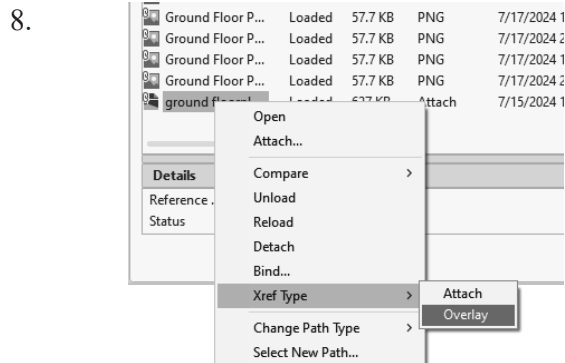 8.
Ground Floor P... Loaded 57.7 KB PNG 7/17/2024 1
Ground Floor P... Loaded 57.7 KB PNG 7/17/2024 2
Ground Floor P... Loaded 57.7 KB PNG 7/17/2024 1
Ground Floor P... Loaded 57.7 KB PNG 7/17/2024 2
ground Loaded 637 KB Attach 7/15/2024 1
Open
Attach...
Details
Compare >
Reference .
Unload
Status
Reload
Detach
Bind...
Xref Type >
Attach
Overlay
Change Path Type >
Select New Path...